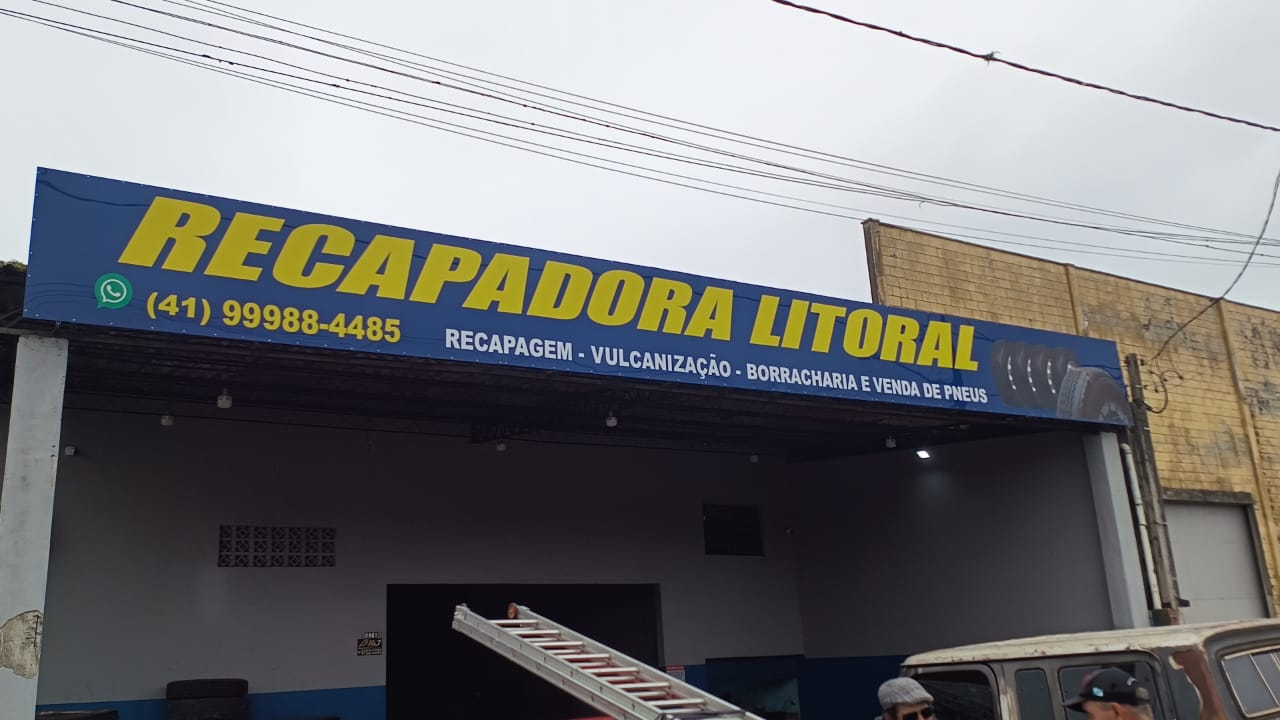 RECAPADORA LITORAL
(41) 99988-4485
RECAPAGEM - VULCANIZAÇÃO - BORRACHARIA E VENDA DE PNEUS